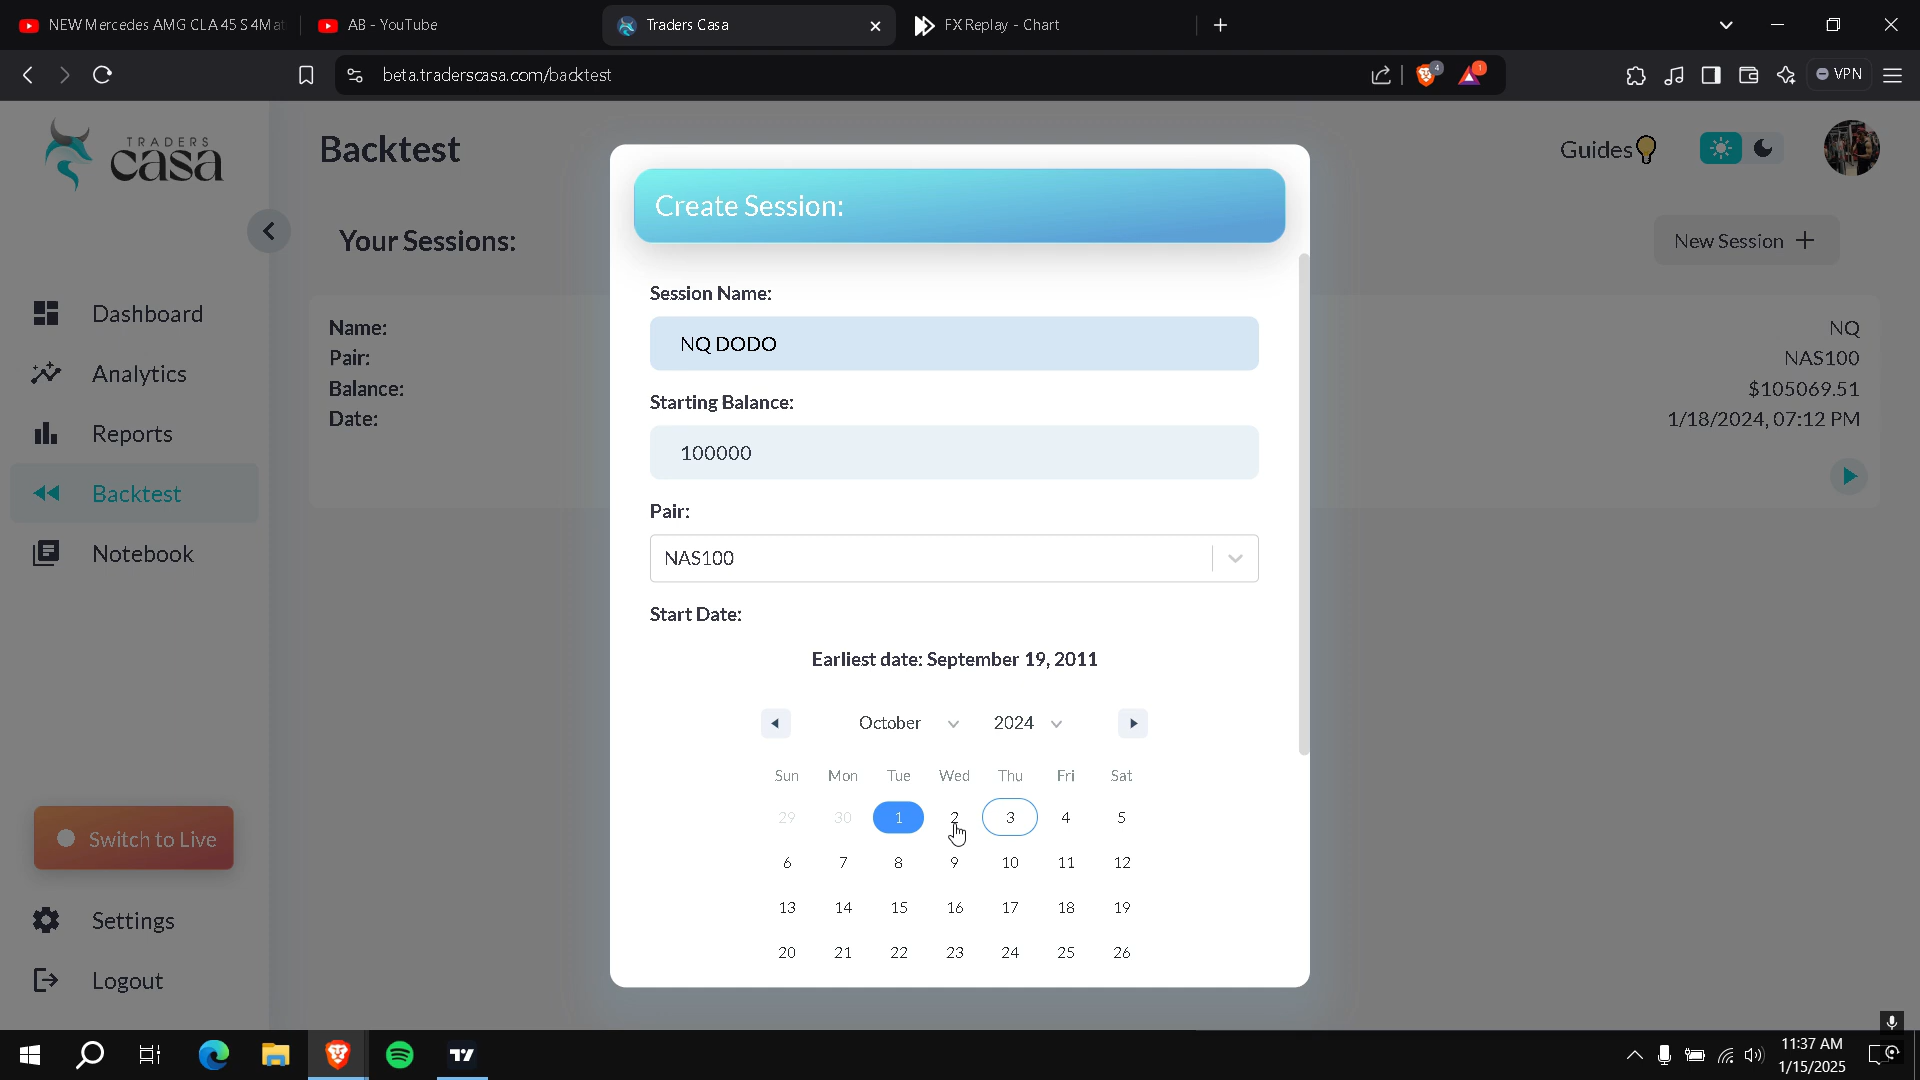 NEW Mercedes AMG CLA 45 S 4Mat
AB - YouTube
Traders Casa
FX Replay - Chart
beta.traderscasa.com/backtest
4
1
VPN
TRADERS
casa
Backtest
Guides
Your Sessions:
New Session +
Dashboard
Analytics
Reports
Backtest
Notebook
Switch to Live
Settings
Logout
Name:
NQ
Pair:
NAS100
Balance:
$105069.51
Date:
1/18/2024, 07:12 PM
Create Session:
Session Name:
NQ DODO
Starting Balance:
100000
Pair:
NAS100
Start Date:
Earliest date: September 19, 2011
October 2024
Sun Mon Tue Wed Thu Fri Sat
29 30 1 2 3 4 5
6 7 8 9 10 11 12
13 14 15 16 17 18 19
20 21 22 23 24 25 26
11:37 AM
1/15/2025